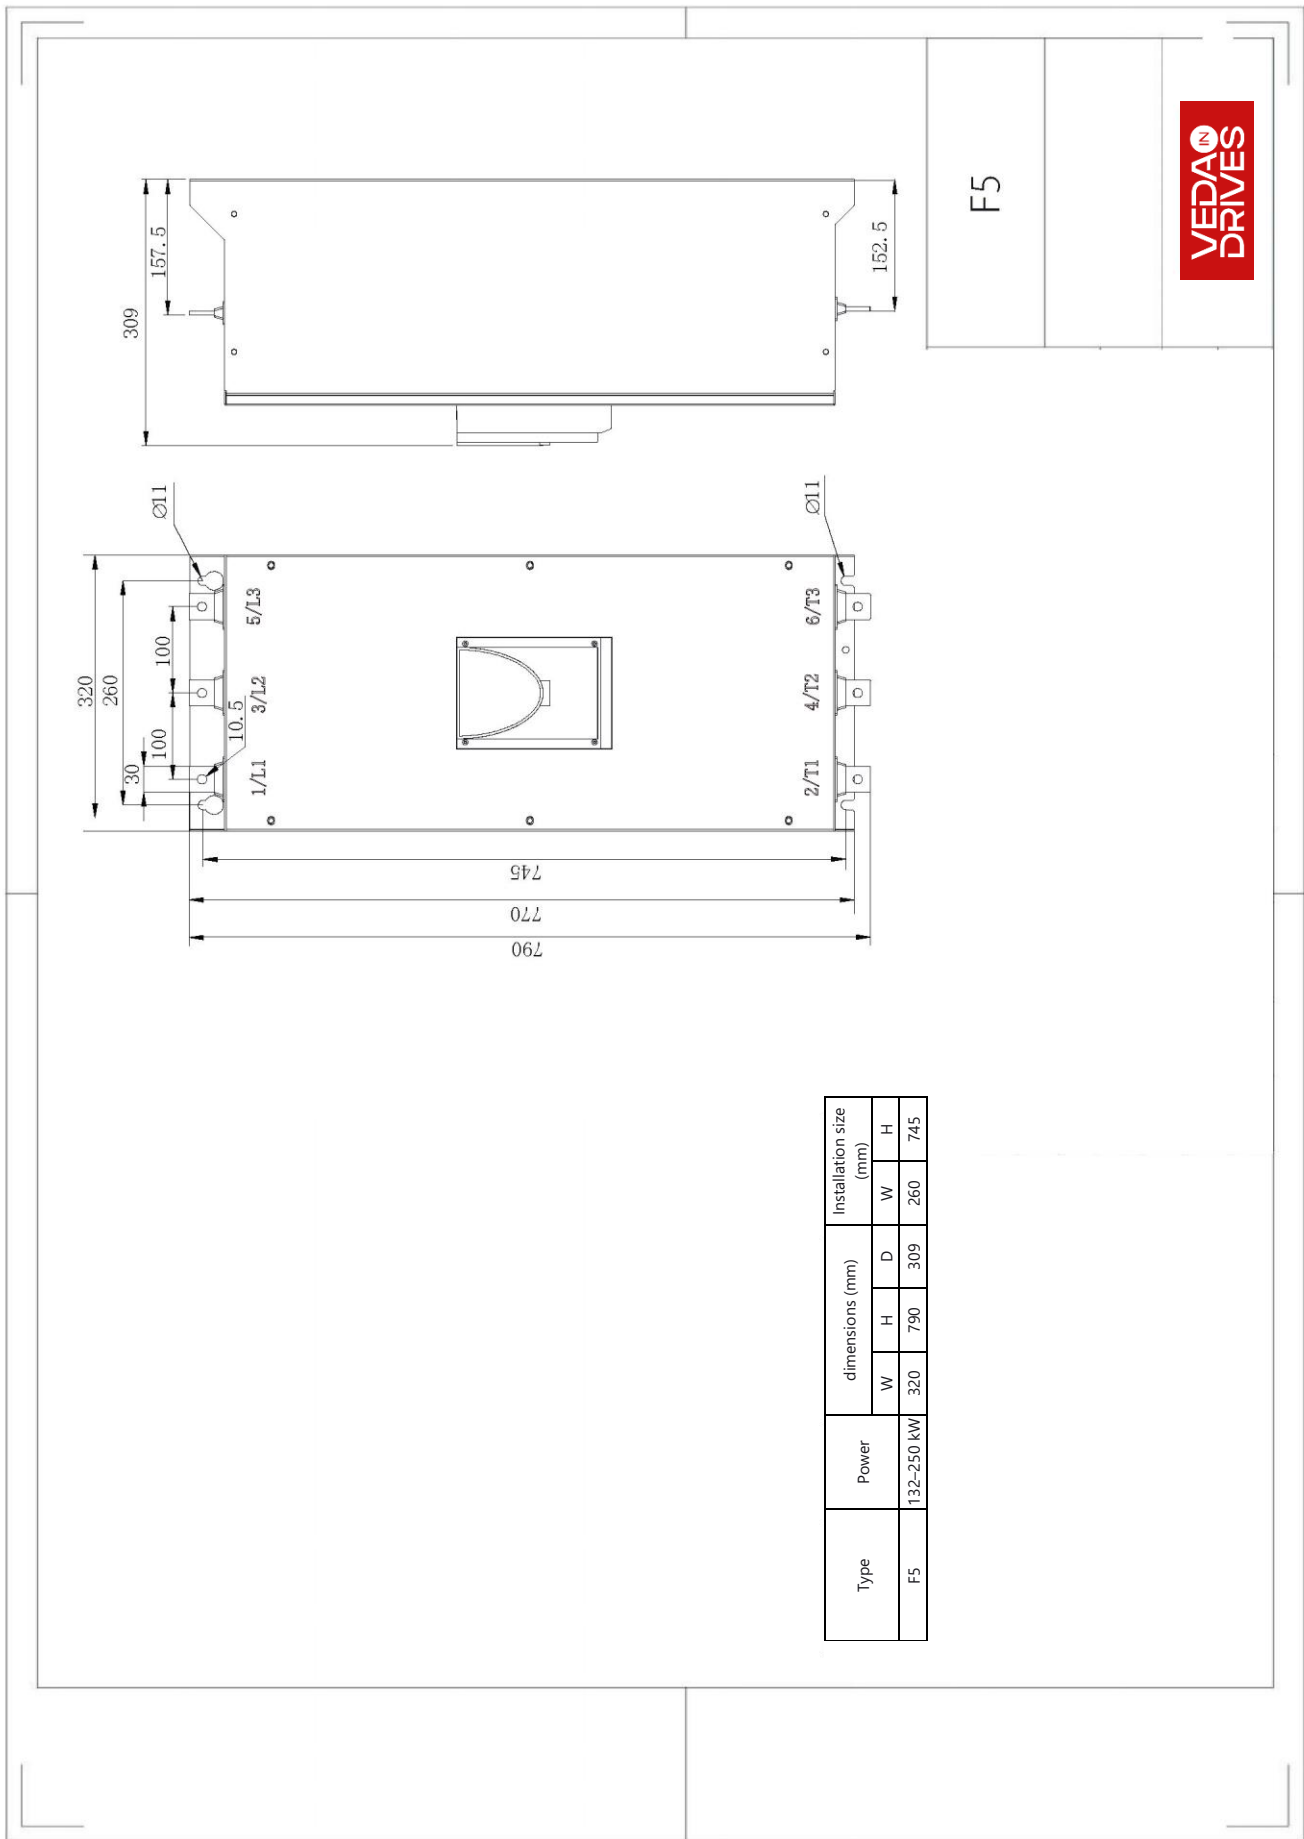 309
157.5
152.5
F5
VEDA IN
DRIVES
Ø11
Ø11
320
260
100
100
30
10.5
5/L3
3/L2
1/L1
6/T3
4/T2
2/T1
745
770
790
Type Power dimensions (mm) Installation size
(mm)
W H D W H
F5 132–250 kW 320 790 309 260 745